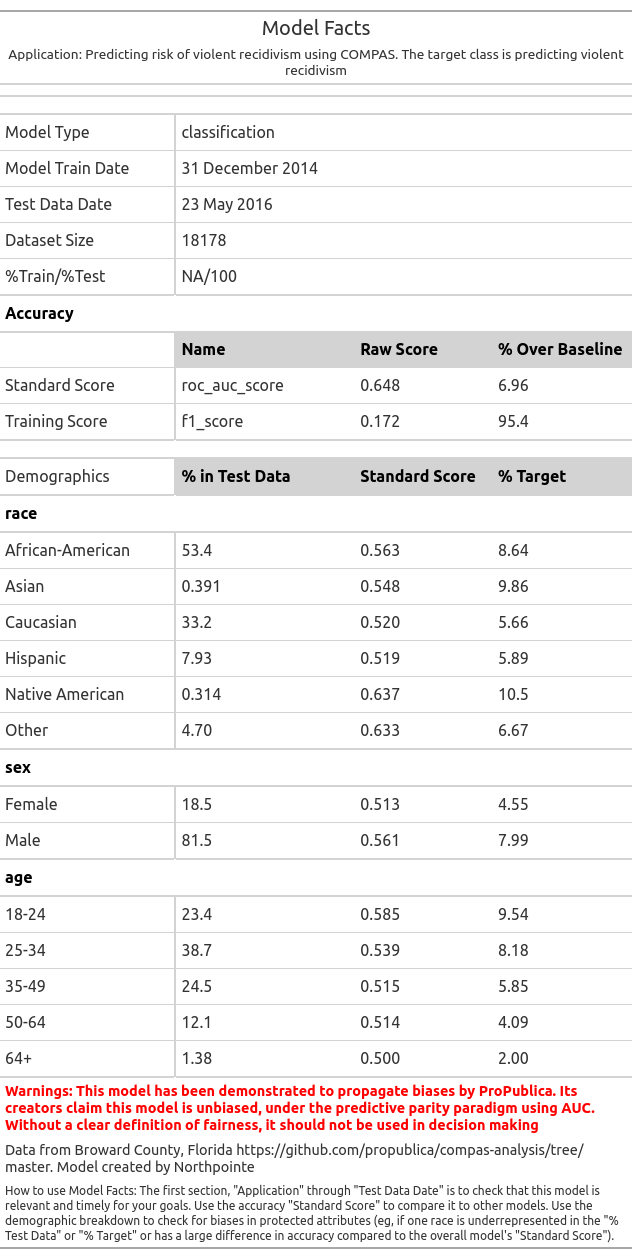 Model Facts
Application: Predicting risk of violent recidivism using COMPAS. The target class is predicting violent
recidivism
Model Type classification
Model Train Date 31 December 2014
Test Data Date 23 May 2016
Dataset Size 18178
%Train/%Test NA/100
Accuracy
Name Raw Score % Over Baseline
Standard Score roc_auc_score 0.648 6.96
Training Score f1_score 0.172 95.4
Demographics % in Test Data Standard Score % Target
race
African-American 53.4 0.563 8.64
Asian 0.391 0.548 9.86
Caucasian 33.2 0.520 5.66
Hispanic 7.93 0.519 5.89
Native American 0.314 0.637 10.5
Other 4.70 0.633 6.67
sex
Female 18.5 0.513 4.55
Male 81.5 0.561 7.99
age
18-24 23.4 0.585 9.54
25-34 38.7 0.539 8.18
35-49 24.5 0.515 5.85
50-64 12.1 0.514 4.09
64+ 1.38 0.500 2.00
Warnings: This model has been demonstrated to propagate biases by ProPublica. Its
creators claim this model is unbiased, under the predictive parity paradigm using AUC.
Without a clear definition of fairness, it should not be used in decision making
Data from Broward County, Florida https://github.com/propublica/compas-analysis/tree/
master. Model created by Northpointe
How to use Model Facts: The first section, "Application" through "Test Data Date" is to check that this model is
relevant and timely for your goals. Use the accuracy "Standard Score" to compare it to other models. Use the
demographic breakdown to check for biases in protected attributes (eg, if one race is underrepresented in the "%
Test Data" or "% Target" or has a large difference in accuracy compared to the overall model's "Standard Score").